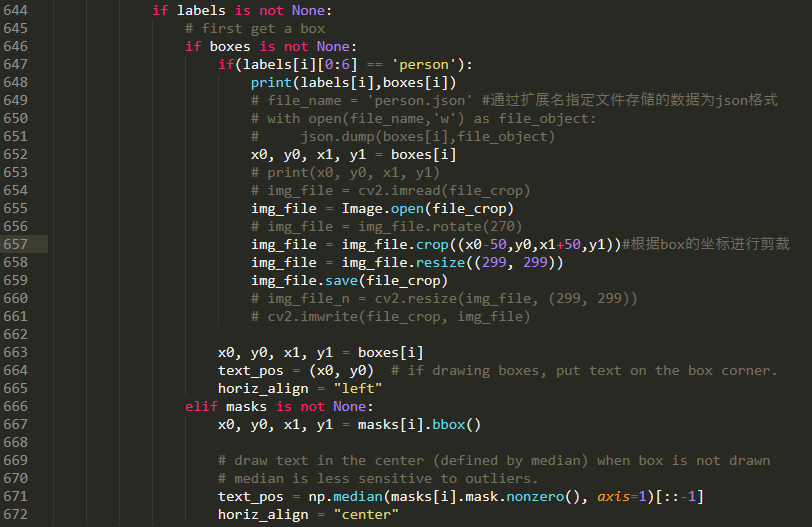 644 if labels is not None:
645 # first get a box
646 if boxes is not None:
647 if(labels[i][0:6] == 'person'):
648 print(labels[i],boxes[i])
649 # file_name = 'person.json' #通过扩展名指定文件存储的数据为json格式
650 # with open(file_name,'w') as file_object:
651 #     json.dump(boxes[i],file_object)
652 x0, y0, x1, y1 = boxes[i]
653 # print(x0, y0, x1, y1)
654 # img_file = cv2.imread(file_crop)
655 img_file = Image.open(file_crop)
656 # img_file = img_file.rotate(270)
657 img_file = img_file.crop((x0-50,y0,x1+50,y1))#根据box的坐标进行剪裁
658 img_file = img_file.resize((299, 299))
659 img_file.save(file_crop)
660 # img_file_n = cv2.resize(img_file, (299, 299))
661 # cv2.imwrite(file_crop, img_file)
662
663 x0, y0, x1, y1 = boxes[i]
664 text_pos = (x0, y0)  # if drawing boxes, put text on the box corner.
665 horiz_align = "left"
666 elif masks is not None:
667 x0, y0, x1, y1 = masks[i].bbox()
668
669 # draw text in the center (defined by median) when box is not drawn
670 # median is less sensitive to outliers.
671 text_pos = np.median(masks[i].mask.nonzero(), axis=1)[::-1]
672 horiz_align = "center"